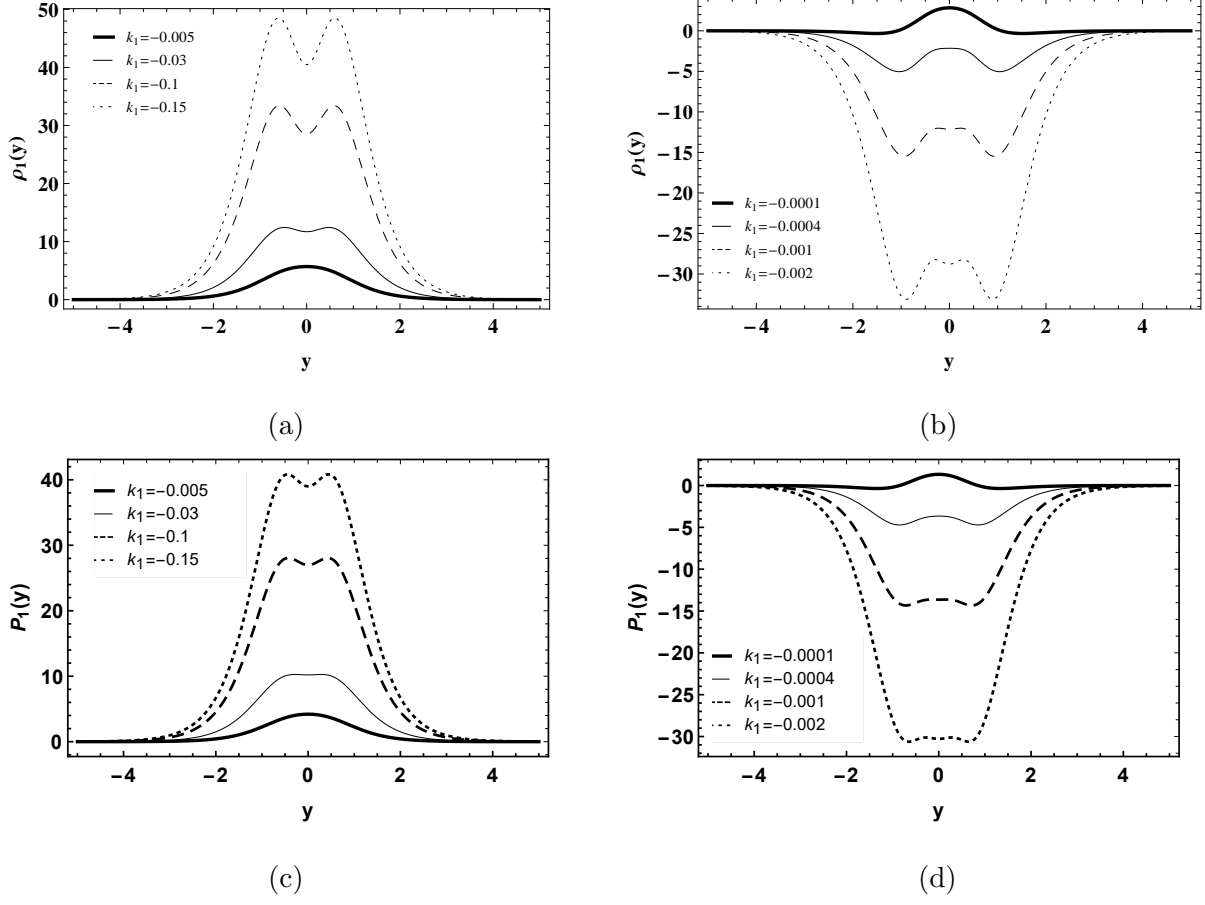 50
40
30
20
10
0
ρ₁(y)
k₁=−0.005
k₁=−0.03
k₁=−0.1
k₁=−0.15
−4 −2 0 2 4
y
(a)
0
−5
−10
−15
−20
−25
−30
ρ₁(y)
k₁=−0.0001
k₁=−0.0004
k₁=−0.001
k₁=−0.002
−4 −2 0 2 4
y
(b)
40
30
20
10
0
P₁(y)
k₁=−0.005
k₁=−0.03
k₁=−0.1
k₁=−0.15
−4 −2 0 2 4
y
(c)
0
−5
−10
−15
−20
−25
−30
P₁(y)
k₁=−0.0001
k₁=−0.0004
k₁=−0.001
k₁=−0.002
−4 −2 0 2 4
y
(d)